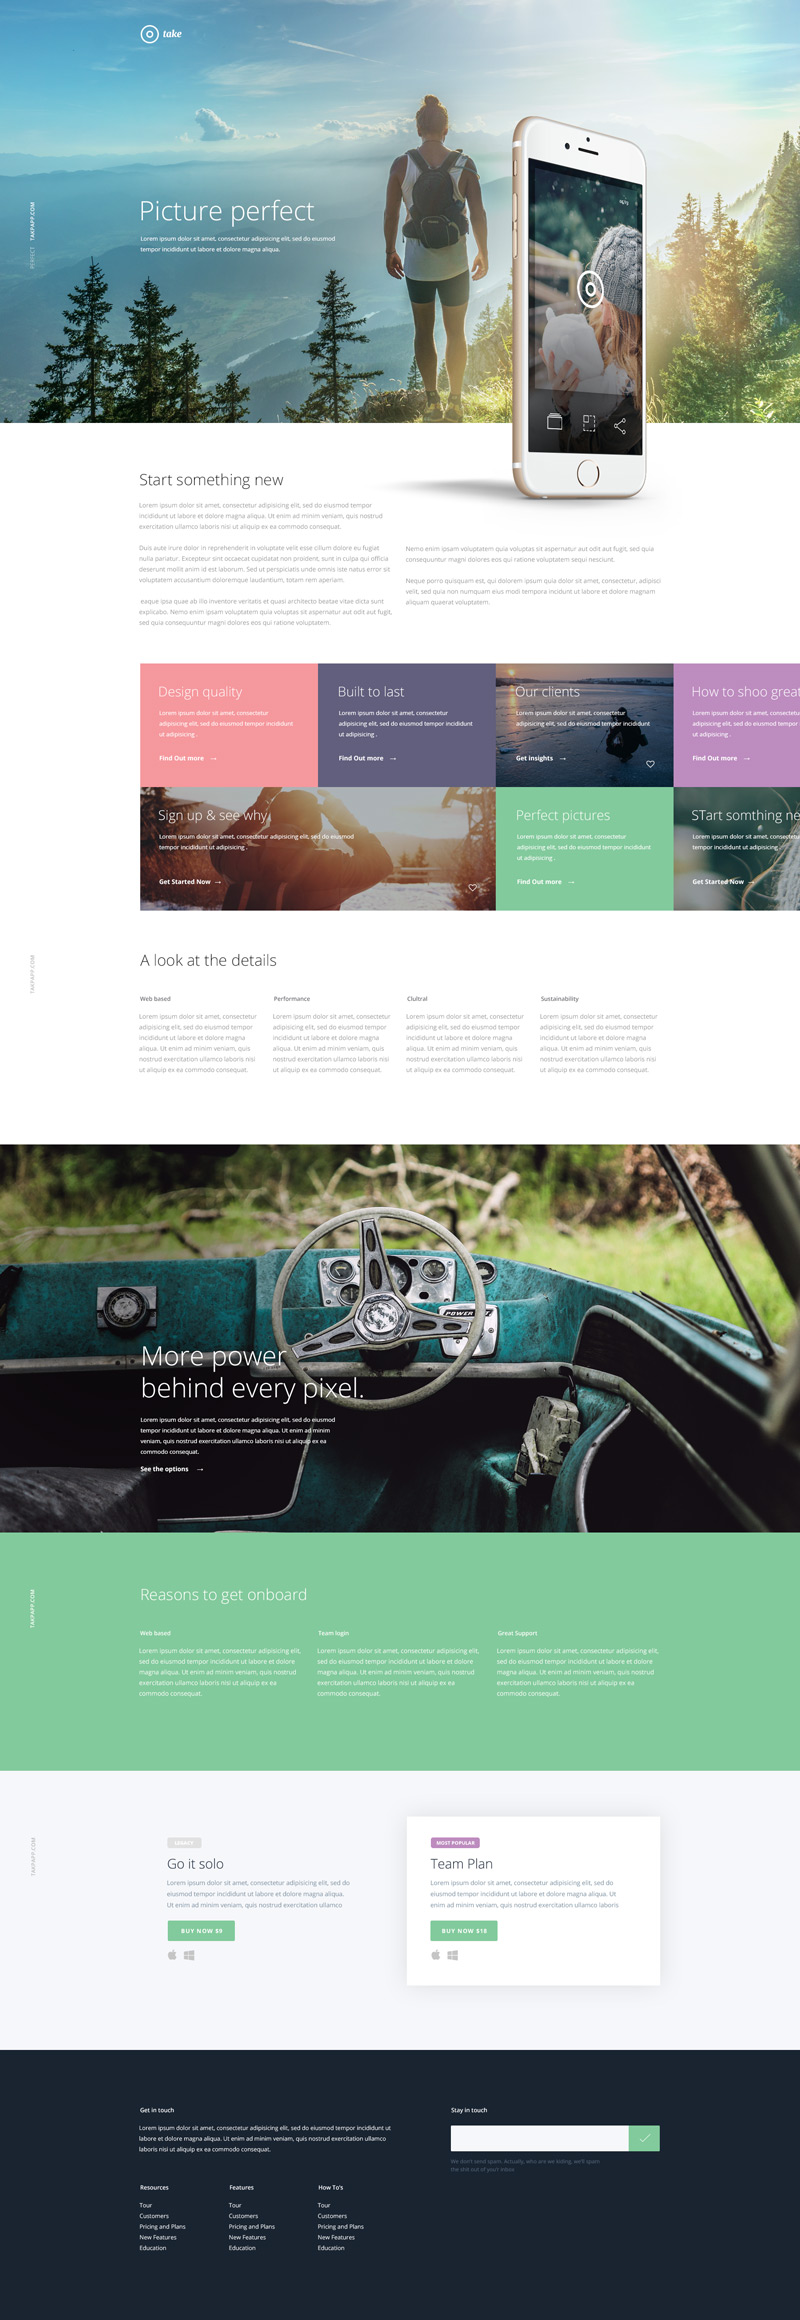 take
TAKPAPP.COM
PERFECT
Picture perfect
Lorem ipsum dolor sit amet, consectetur adipisicing elit, sed do eiusmod
tempor incididunt ut labore et dolore magna aliqua.
Start something new
Lorem ipsum dolor sit amet, consectetur adipisicing elit, sed do eiusmod tempor
incididunt ut labore et dolore magna aliqua. Ut enim ad minim veniam, quis nostrud
exercitation ullamco laboris nisi ut aliquip ex ea commodo consequat.
Duis aute irure dolor in reprehenderit in voluptate velit esse cillum dolore eu fugiat
nulla pariatur. Excepteur sint occaecat cupidatat non proident, sunt in culpa qui officia
deserunt mollit anim id est laborum. Sed ut perspiciatis unde omnis iste natus error sit
voluptatem accusantium doloremque laudantium, totam rem aperiam.
eaque ipsa quae ab illo inventore veritatis et quasi architecto beatae vitae dicta sunt
explicabo. Nemo enim ipsam voluptatem quia voluptas sit aspernatur aut odit aut fugit,
sed quia consequuntur magni dolores eos qui ratione voluptatem.
Nemo enim ipsam voluptatem quia voluptas sit aspernatur aut odit aut fugit, sed quia
consequuntur magni dolores eos qui ratione voluptatem sequi nesciunt.
Neque porro quisquam est, qui dolorem ipsum quia dolor sit amet, consectetur, adipisci
velit, sed quia non numquam eius modi tempora incidunt ut labore et dolore magnam
aliquam quaerat voluptatem.
Design quality
Lorem ipsum dolor sit amet, consectetur
adipisicing elit, sed do eiusmod tempor incididunt
ut adipisicing .
Find Out more →
Built to last
Lorem ipsum dolor sit amet, consectetur
adipisicing elit, sed do eiusmod tempor incididunt
ut adipisicing .
Find Out more →
Our clients
Lorem ipsum dolor sit amet, consectetur
adipisicing elit, sed do eiusmod tempor incididunt
Get insights →
How to shoo great
Lorem ipsum dolor sit amet, consectetu
adipisicing elit, sed do eiusmod tempor
ut adipisicing .
Find Out more →
Sign up & see why
Lorem ipsum dolor sit amet, consectetur adipisicing elit, sed do eiusmod
tempor incididunt ut adipisicing .
Get Started Now →
Perfect pictures
Lorem ipsum dolor sit amet, consectetur
adipisicing elit, sed do eiusmod tempor incididunt
ut adipisicing .
Find Out more →
STart somthing ne
Lorem ipsum dolor sit amet, consectetu
tempor incididunt ut adipisicing .
Get Started Now →
TAKPAPP.COM
A look at the details
Web based
Lorem ipsum dolor sit amet, consectetur
adipisicing elit, sed do eiusmod tempor
incididunt ut labore et dolore magna
aliqua. Ut enim ad minim veniam, quis
nostrud exercitation ullamco laboris nisi
ut aliquip ex ea commodo consequat.
Performance
Lorem ipsum dolor sit amet, consectetur
adipisicing elit, sed do eiusmod tempor
incididunt ut labore et dolore magna
aliqua. Ut enim ad minim veniam, quis
nostrud exercitation ullamco laboris nisi
ut aliquip ex ea commodo consequat.
Clultral
Lorem ipsum dolor sit amet, consectetur
adipisicing elit, sed do eiusmod tempor
incididunt ut labore et dolore magna
aliqua. Ut enim ad minim veniam, quis
nostrud exercitation ullamco laboris nisi
ut aliquip ex ea commodo consequat.
Sustainability
Lorem ipsum dolor sit amet, consectetur
adipisicing elit, sed do eiusmod tempor
incididunt ut labore et dolore magna
aliqua. Ut enim ad minim veniam, quis
nostrud exercitation ullamco laboris nisi
ut aliquip ex ea commodo consequat.
POWER
More power
behind every pixel.
Lorem ipsum dolor sit amet, consectetur adipisicing elit, sed do eiusmod
tempor incididunt ut labore et dolore magna aliqua. Ut enim ad minim
veniam, quis nostrud exercitation ullamco laboris nisi ut aliquip ex ea
commodo consequat.
See the options →
TAKPAPP.COM
Reasons to get onboard
Web based
Lorem ipsum dolor sit amet, consectetur adipisicing elit,
sed do eiusmod tempor incididunt ut labore et dolore
magna aliqua. Ut enim ad minim veniam, quis nostrud
exercitation ullamco laboris nisi ut aliquip ex ea
commodo consequat.
Team login
Lorem ipsum dolor sit amet, consectetur adipisicing elit,
sed do eiusmod tempor incididunt ut labore et dolore
magna aliqua. Ut enim ad minim veniam, quis nostrud
exercitation ullamco laboris nisi ut aliquip ex ea
commodo consequat.
Great Support
Lorem ipsum dolor sit amet, consectetur adipisicing elit,
sed do eiusmod tempor incididunt ut labore et dolore
magna aliqua. Ut enim ad minim veniam, quis nostrud
exercitation ullamco laboris nisi ut aliquip ex ea
commodo consequat.
TAKPAPP.COM
LEGACY
Go it solo
Lorem ipsum dolor sit amet, consectetur adipisicing elit, sed do
eiusmod tempor incididunt ut labore et dolore magna aliqua.
Ut enim ad minim veniam, quis nostrud exercitation ullamco
BUY NOW $9
MOST POPULAR
Team Plan
Lorem ipsum dolor sit amet, consectetur adipisicing elit, sed do
eiusmod tempor incididunt ut labore et dolore magna aliqua. Ut
enim ad minim veniam, quis nostrud exercitation ullamco laboris
BUY NOW $18
Get in touch
Lorem ipsum dolor sit amet, consectetur adipisicing elit, sed do eiusmod tempor incididunt ut
labore et dolore magna aliqua. Ut enim ad minim veniam, quis nostrud exercitation ullamco
laboris nisi ut aliquip ex ea commodo consequat.
Stay in touch
We don't send spam. Actually, who are we kiding, we'll spam
the shit out of your inbox
Resources
Tour
Customers
Pricing and Plans
New Features
Education
Features
Tour
Customers
Pricing and Plans
New Features
Education
How To's
Tour
Customers
Pricing and Plans
New Features
Education